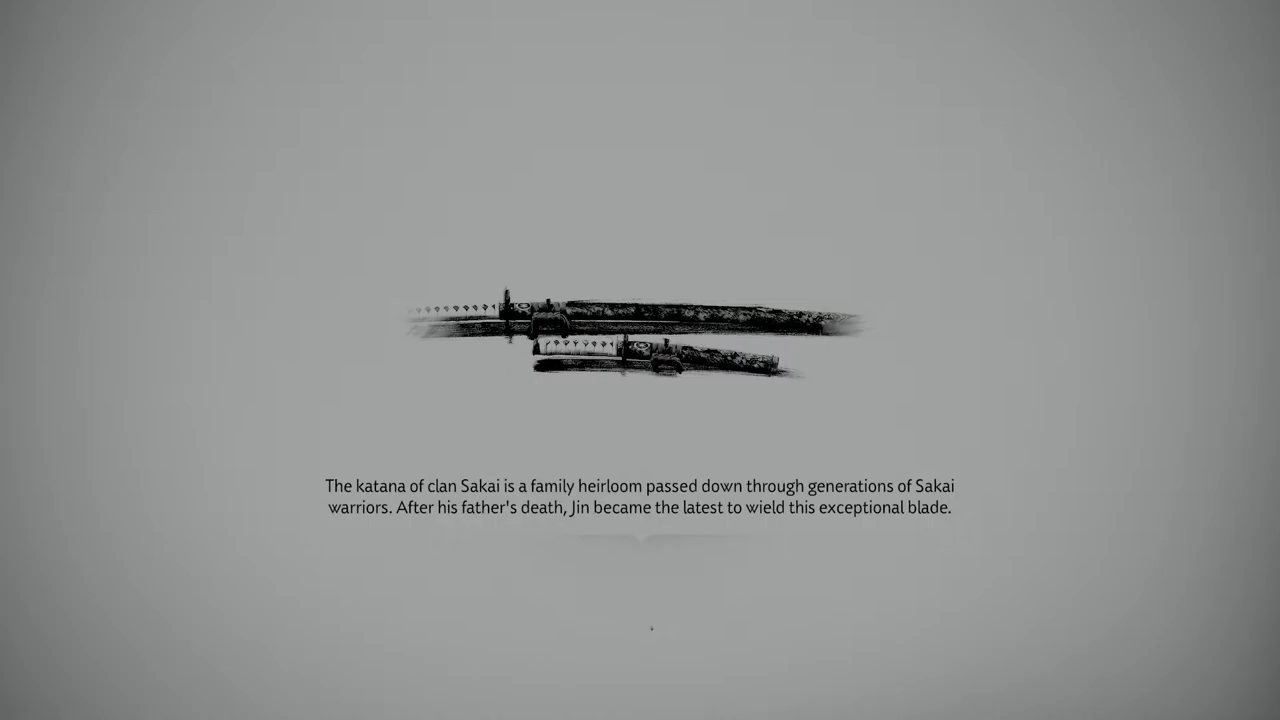 The katana of clan Sakai is a family heirloom passed down through generations of Sakai
warriors. After his father's death, Jin became the latest to wield this exceptional blade.